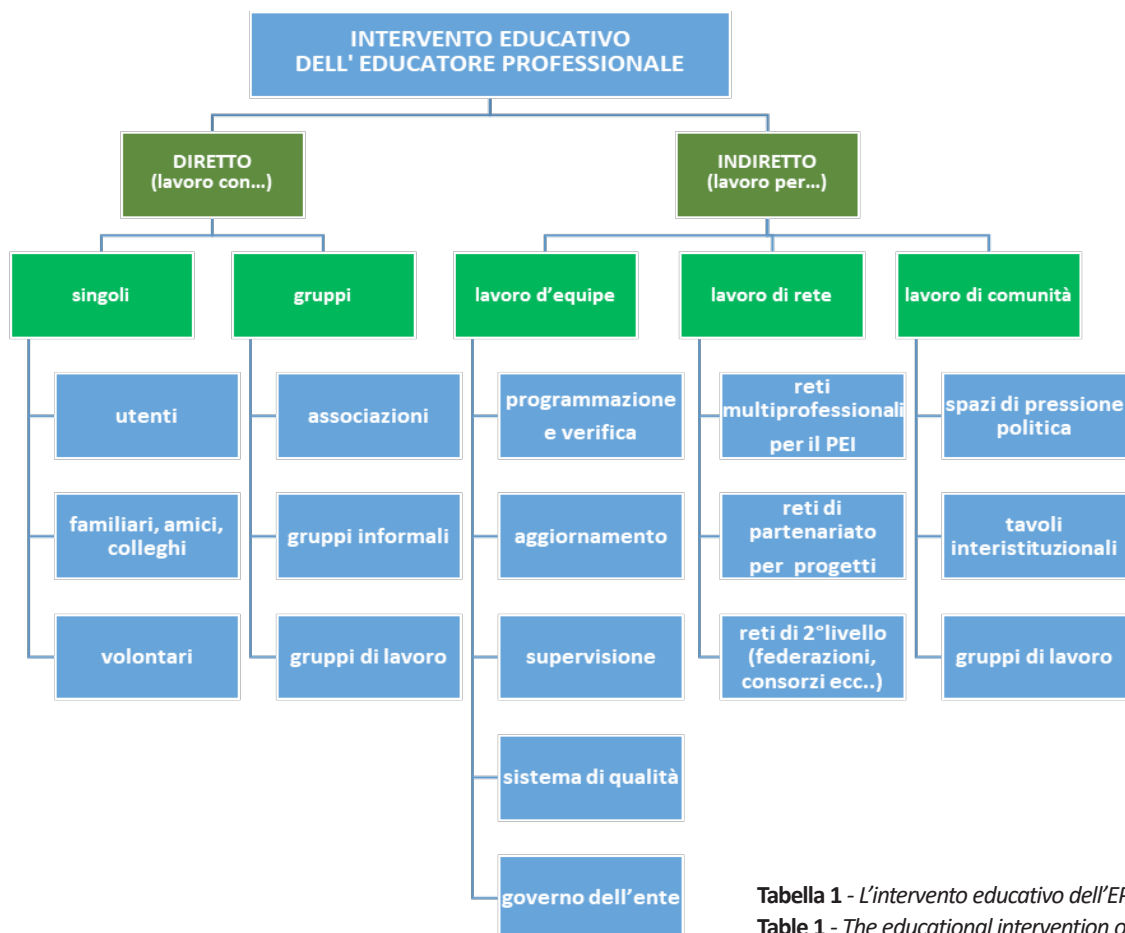 INTERVENTO EDUCATIVO
DELL' EDUCATORE PROFESSIONALE
DIRETTO
(lavoro con...)
INDIRETTO
(lavoro per...)
singoli
gruppi
lavoro d'equipe
lavoro di rete
lavoro di comunità
utenti
familiari, amici,
colleghi
volontari
associazioni
gruppi informali
gruppi di lavoro
programmazione
e verifica
aggiornamento
supervisione
sistema di qualità
governo dell'ente
reti
multiprofessionali
per il PEI
reti di
partenariato
per progetti
reti di 2°livello
(federazioni,
consorzi ecc..)
spazi di pressione
politica
tavoli
interistituzionali
gruppi di lavoro
Tabella 1 - L'intervento educativo dell'EP
Table 1 - The educational intervention o